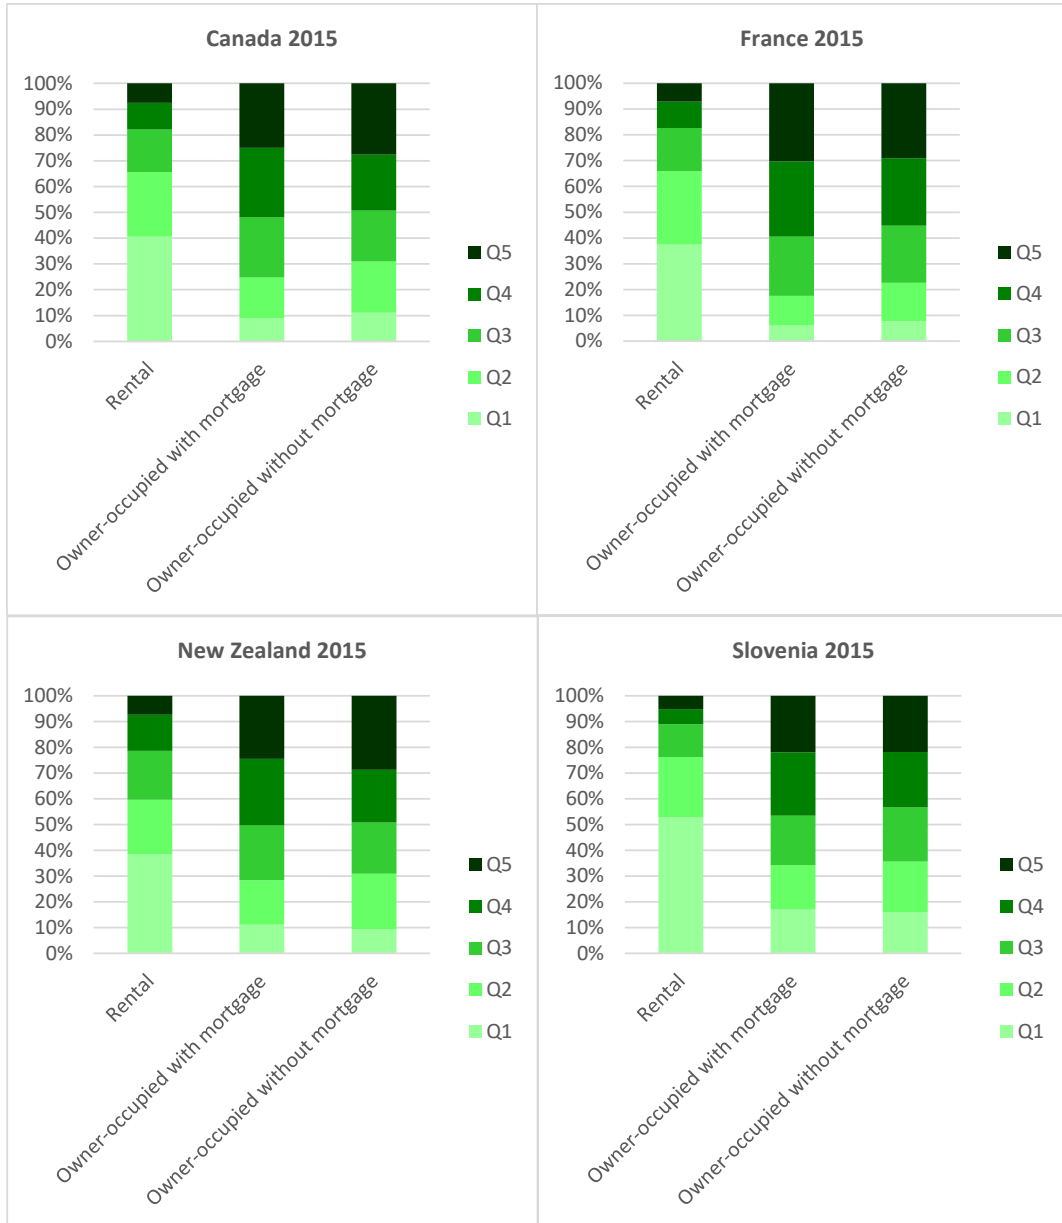 Canada 2015
100%
90%
80%
70%
60%
50%
40%
30%
20%
10%
0%
Rental
Owner-occupied with mortgage
Owner-occupied without mortgage
Q5
Q4
Q3
Q2
Q1
France 2015
100%
90%
80%
70%
60%
50%
40%
30%
20%
10%
0%
Rental
Owner-occupied with mortgage
Owner-occupied without mortgage
Q5
Q4
Q3
Q2
Q1
New Zealand 2015
100%
90%
80%
70%
60%
50%
40%
30%
20%
10%
0%
Rental
Owner-occupied with mortgage
Owner-occupied without mortgage
Q5
Q4
Q3
Q2
Q1
Slovenia 2015
100%
90%
80%
70%
60%
50%
40%
30%
20%
10%
0%
Rental
Owner-occupied with mortgage
Owner-occupied without mortgage
Q5
Q4
Q3
Q2
Q1